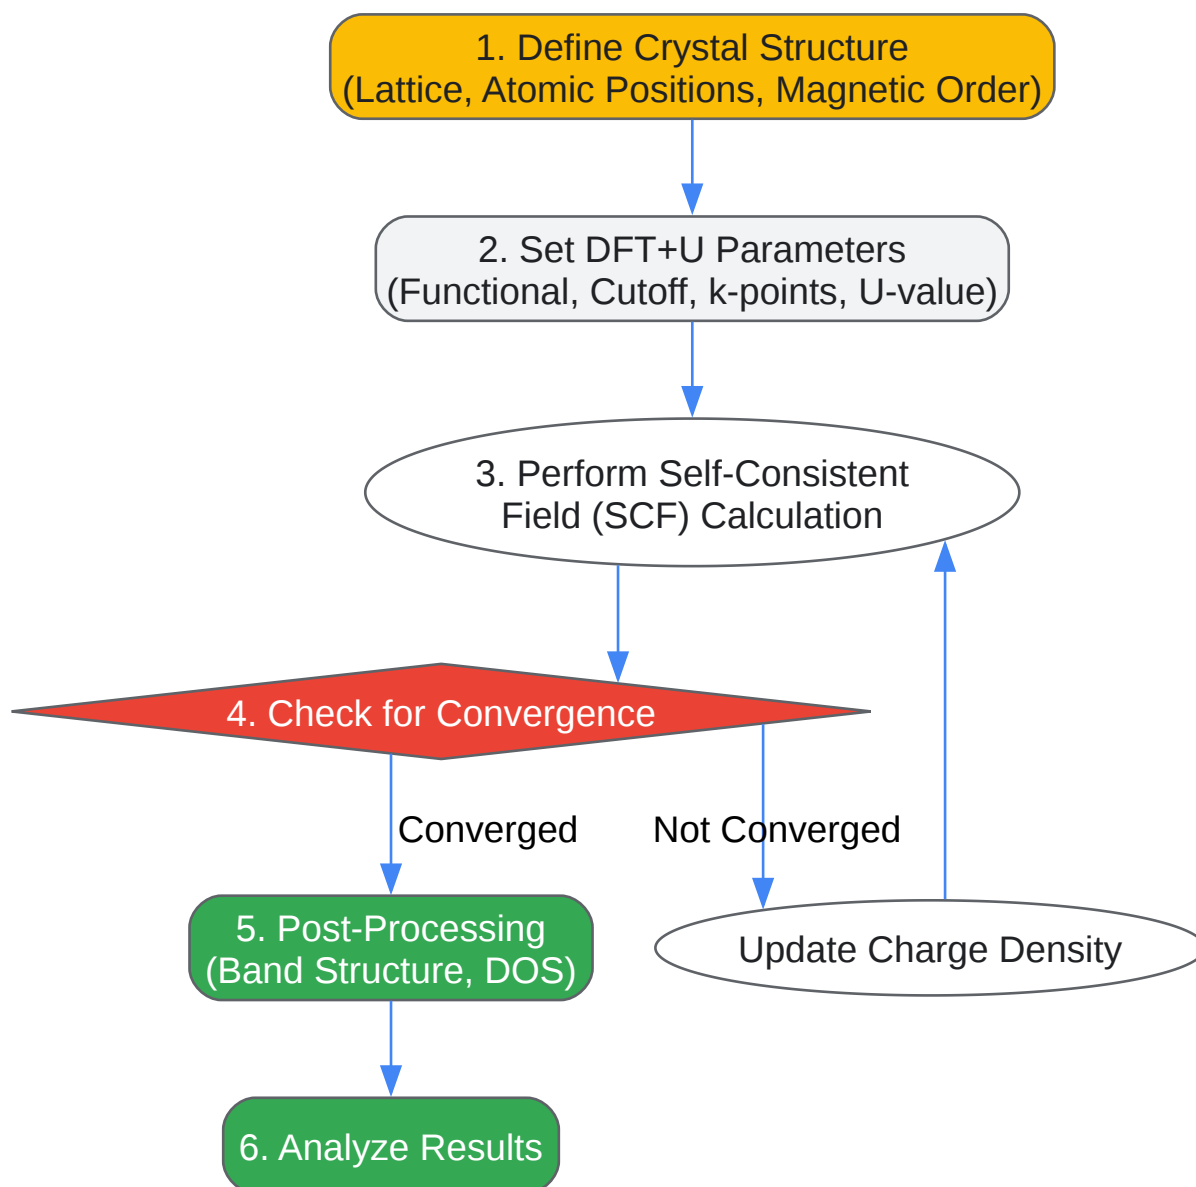 1. Define Crystal Structure
(Lattice, Atomic Positions, Magnetic Order)
2. Set DFT+U Parameters
(Functional, Cutoff, k-points, U-value)
3. Perform Self-Consistent
Field (SCF) Calculation
4. Check for Convergence
Converged
Not Converged
5. Post-Processing
(Band Structure, DOS)
Update Charge Density
6. Analyze Results